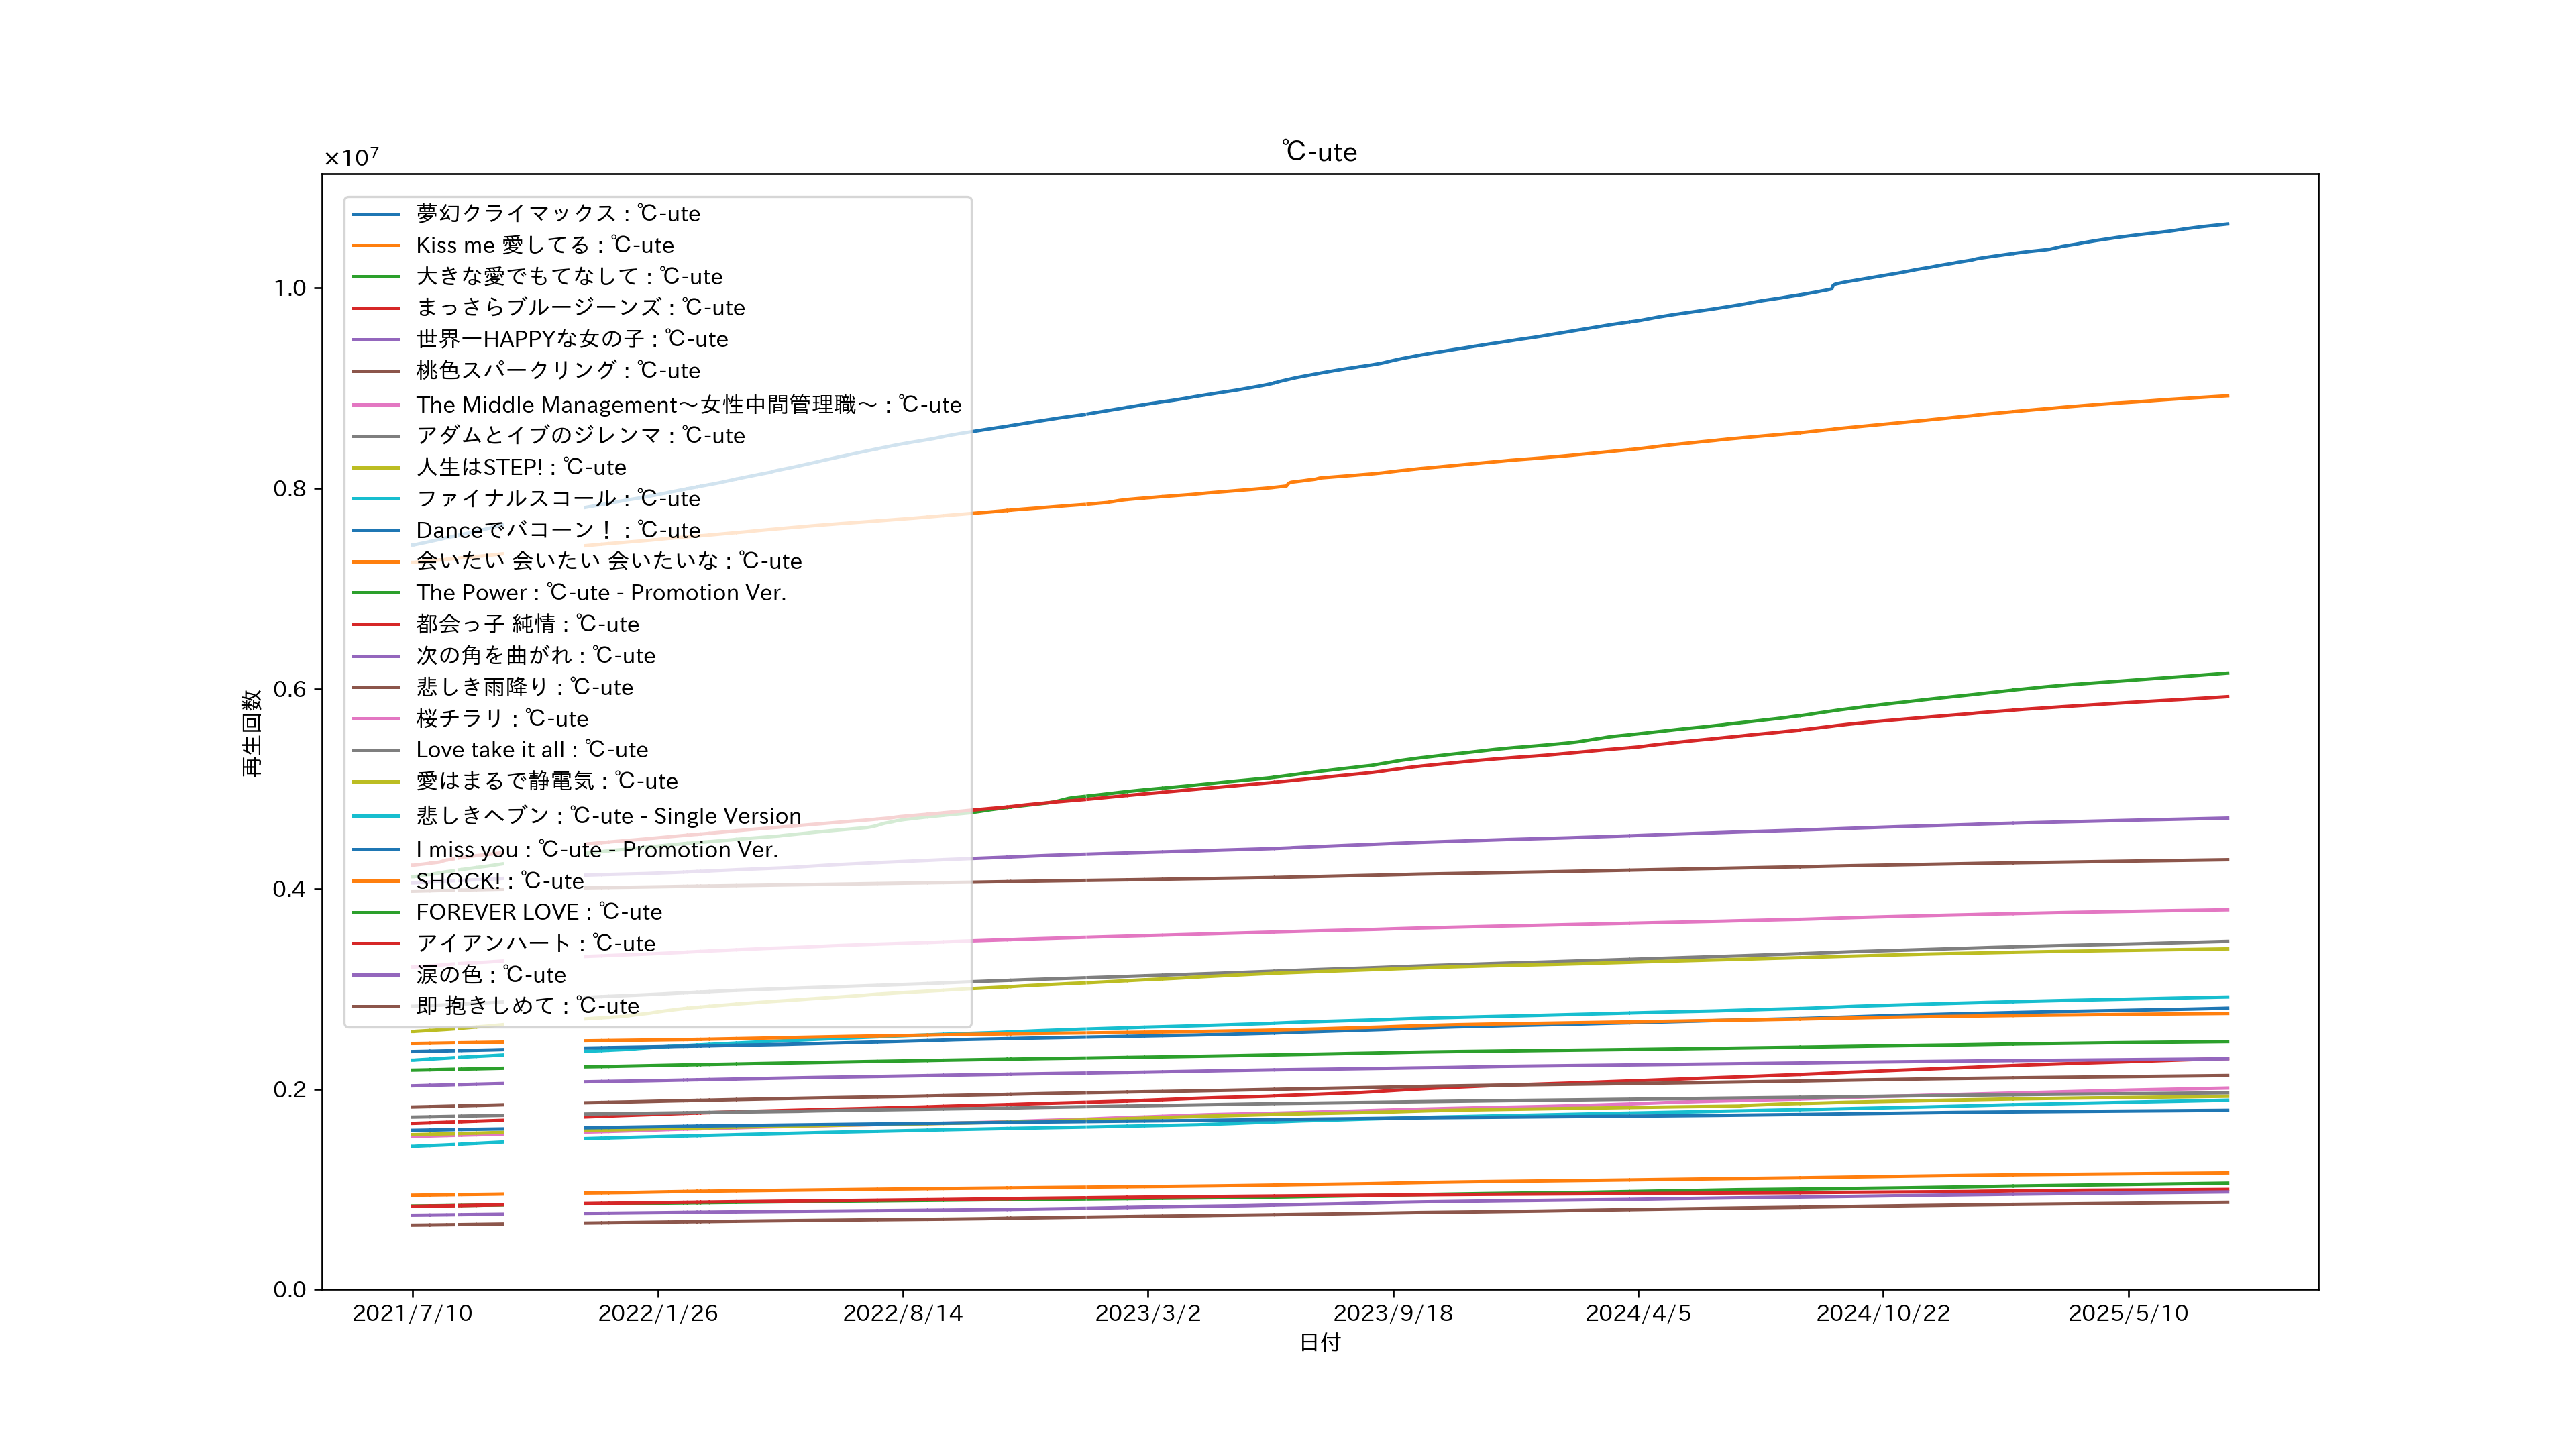 ℃-ute
×10⁷
夢幻クライマックス : ℃-ute
Kiss me 愛してる : ℃-ute
大きな愛でもてなして : ℃-ute
まっさらブルージーンズ : ℃-ute
世界一HAPPYな女の子 : ℃-ute
桃色スパークリング : ℃-ute
The Middle Management～女性中間管理職～ : ℃-ute
アダムとイブのジレンマ : ℃-ute
人生はSTEP! : ℃-ute
ファイナルスコール : ℃-ute
Danceでバコーン！ : ℃-ute
会いたい 会いたい 会いたいな : ℃-ute
The Power : ℃-ute - Promotion Ver.
都会っ子 純情 : ℃-ute
次の角を曲がれ : ℃-ute
悲しき雨降り : ℃-ute
桜チラリ : ℃-ute
Love take it all : ℃-ute
愛はまるで静電気 : ℃-ute
悲しきヘブン : ℃-ute - Single Version
I miss you : ℃-ute - Promotion Ver.
SHOCK! : ℃-ute
FOREVER LOVE : ℃-ute
アイアンハート : ℃-ute
涙の色 : ℃-ute
即 抱きしめて : ℃-ute
1.0
0.8
0.6
0.4
0.2
0.0
再生回数
2021/7/10 2022/1/26 2022/8/14 2023/3/2 2023/9/18 2024/4/5 2024/10/22 2025/5/10
日付